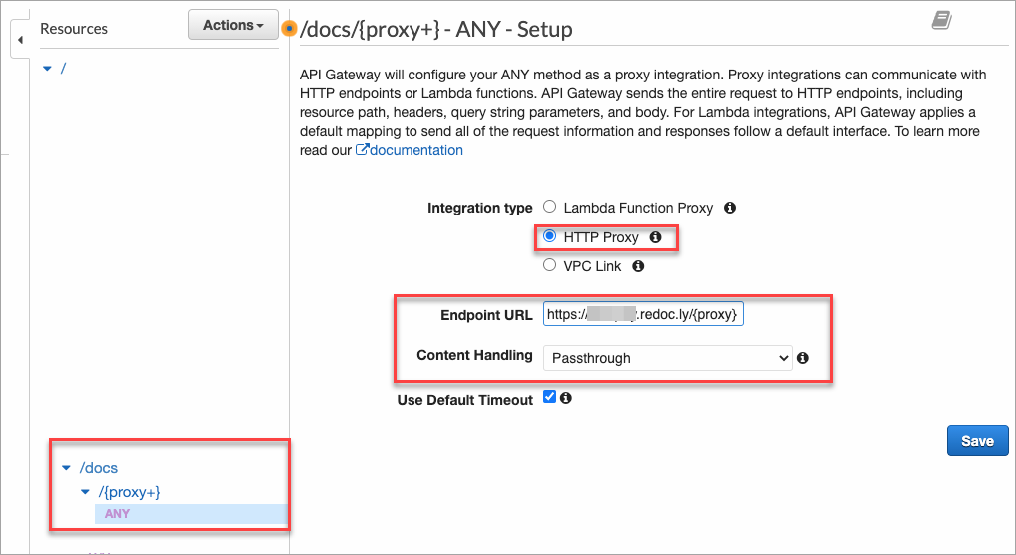 Resources
Actions
/docs/{proxy+} - ANY - Setup
/
API Gateway will configure your ANY method as a proxy integration. Proxy integrations can communicate with
HTTP endpoints or Lambda functions. API Gateway sends the entire request to HTTP endpoints, including
resource path, headers, query string parameters, and body. For Lambda integrations, API Gateway applies a
default mapping to send all of the request information and responses follow a default interface. To learn more
read our documentation
Integration type
Lambda Function Proxy
HTTP Proxy
VPC Link
Endpoint URL https:// .redoc.ly/{proxy}
Content Handling Passthrough
Use Default Timeout
Save
/docs
/{proxy+}
ANY